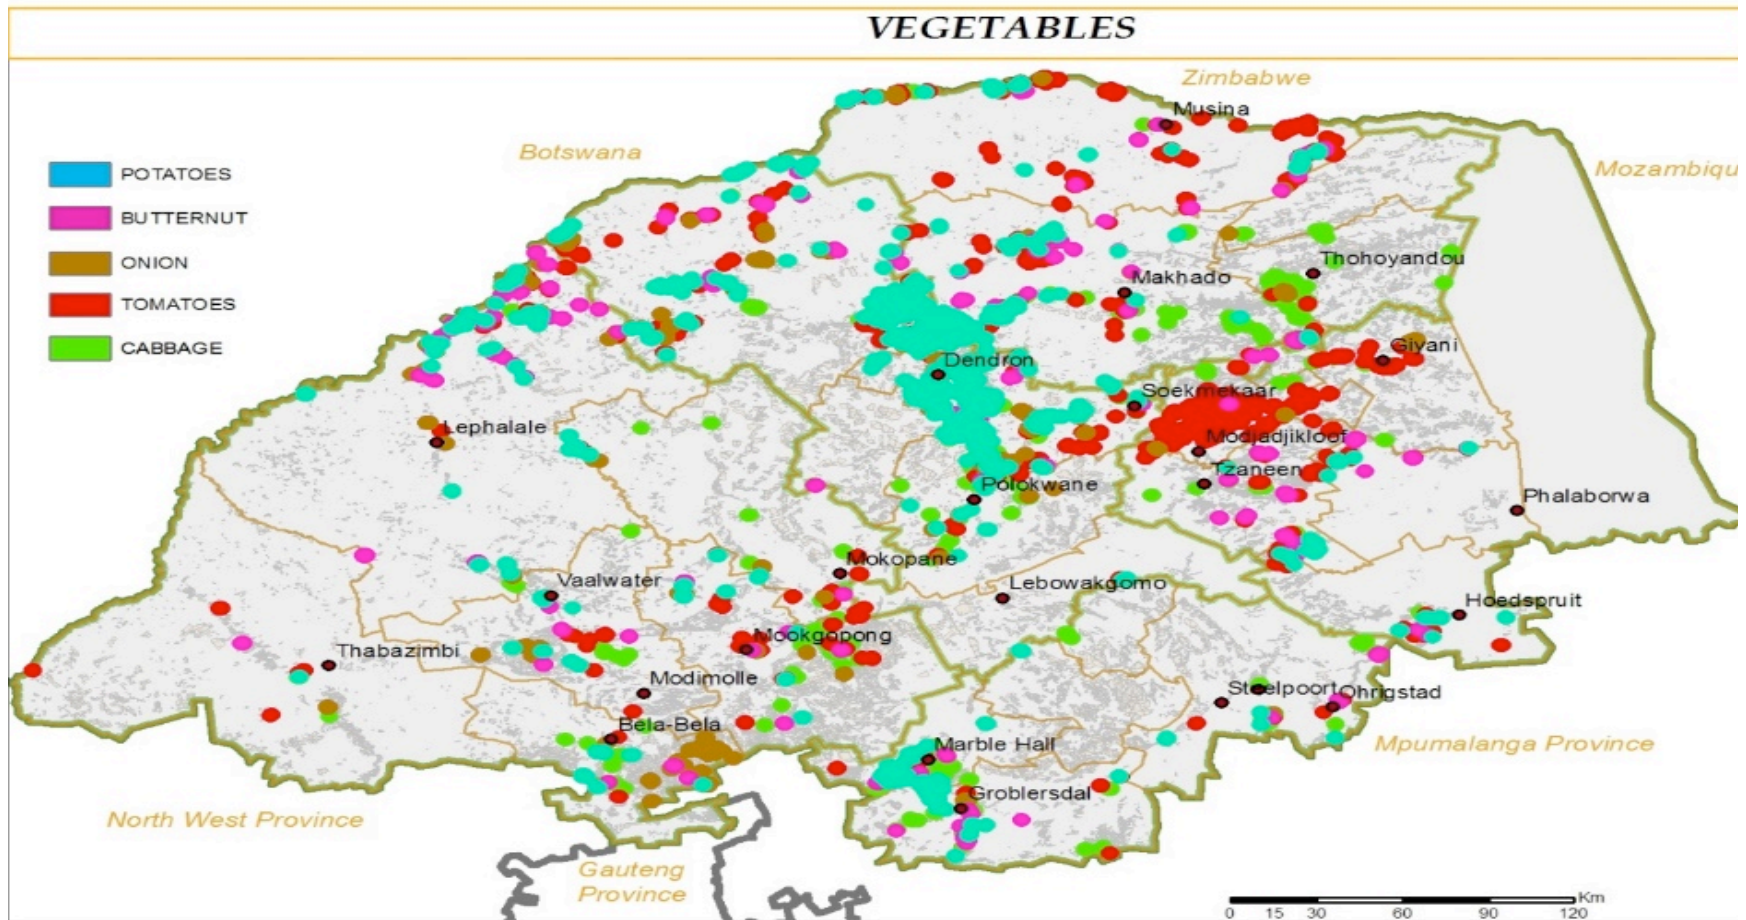 VEGETABLES
Zimbabwe
Musina
Botswana
Mozambiqu
POTATOES
BUTTERNUT
ONION
TOMATOES
CABBAGE
Thohoyandou
Makhado
Giyani
Dendron
Soekmekaar
Lephalale
Modjadjikloof
Tzaneen
Polokwane
Phalaborwa
Mokopane
Vaalwater
Lebowakgomo
Hoedspruit
Mookgopong
Thabazimbi
Modimolle
Steelpoort
Ohrigstad
Bela-Bela
Marble Hall
Mpumalanga Province
Groblersdal
North West Province
Gauteng
Province
Km
0 15 30 60 90 120